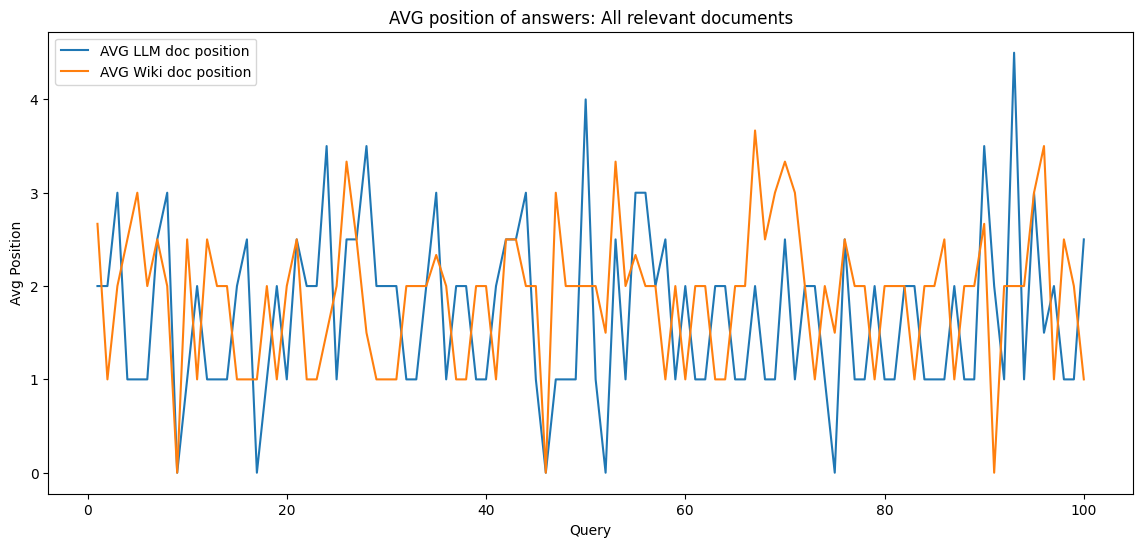 AVG position of answers: All relevant documents
AVG LLM doc position
AVG Wiki doc position
Avg Position
4
3
2
1
0
0 20 40 60 80 100
Query